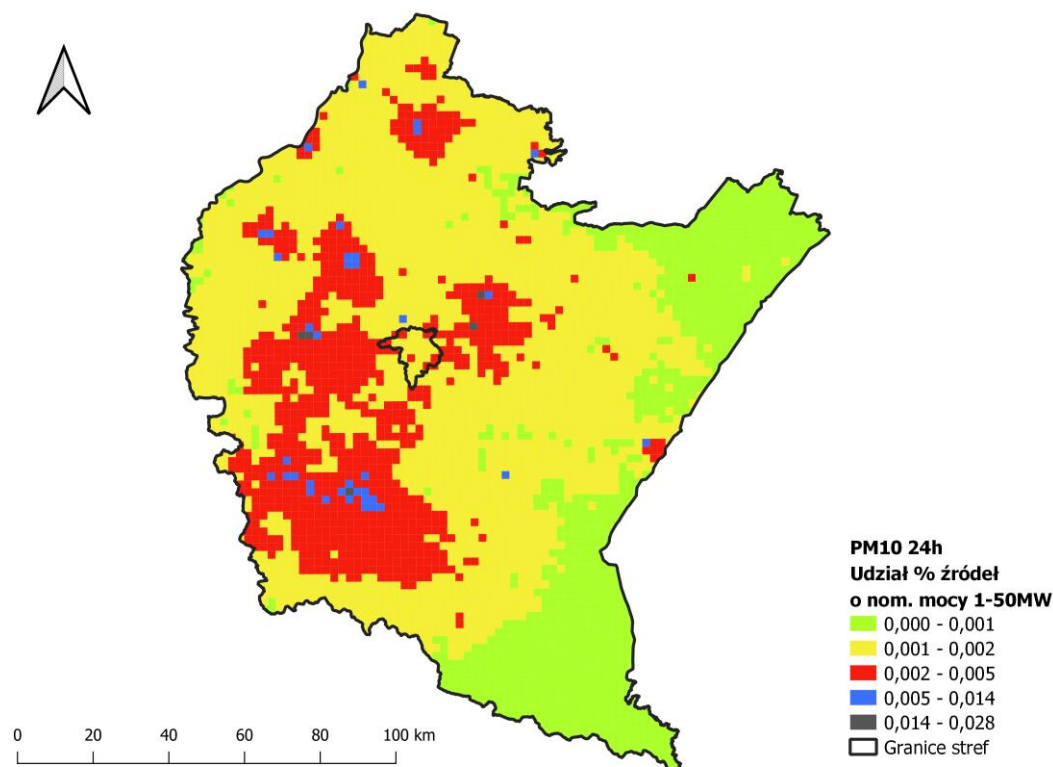 PM10 24h
Udział % źródeł
o nom. mocy 1-50MW
0,000 - 0,001
0,001 - 0,002
0,002 - 0,005
0,005 - 0,014
0,014 - 0,028
Granice stref
0 20 40 60 80 100 km